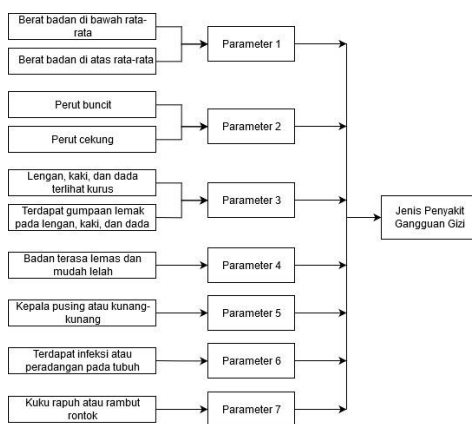 Berat badan di bawah rata-
rata
Parameter 1
Berat badan di atas rata-rata
Perut buncit
Parameter 2
Perut cekung
Lengan, kaki, dan dada
terlihat kurus
Parameter 3
Terdapat gumpaan lemak
pada lengan, kaki, dan dada
Jenis Penyakit
Gangguan Gizi
Badan terasa lemas dan
mudah lelah
Parameter 4
Kepala pusing atau kunang-
kunang
Parameter 5
Terdapat infeksi atau
peradangan pada tubuh
Parameter 6
Kuku rapuh atau rambut
rontok
Parameter 7